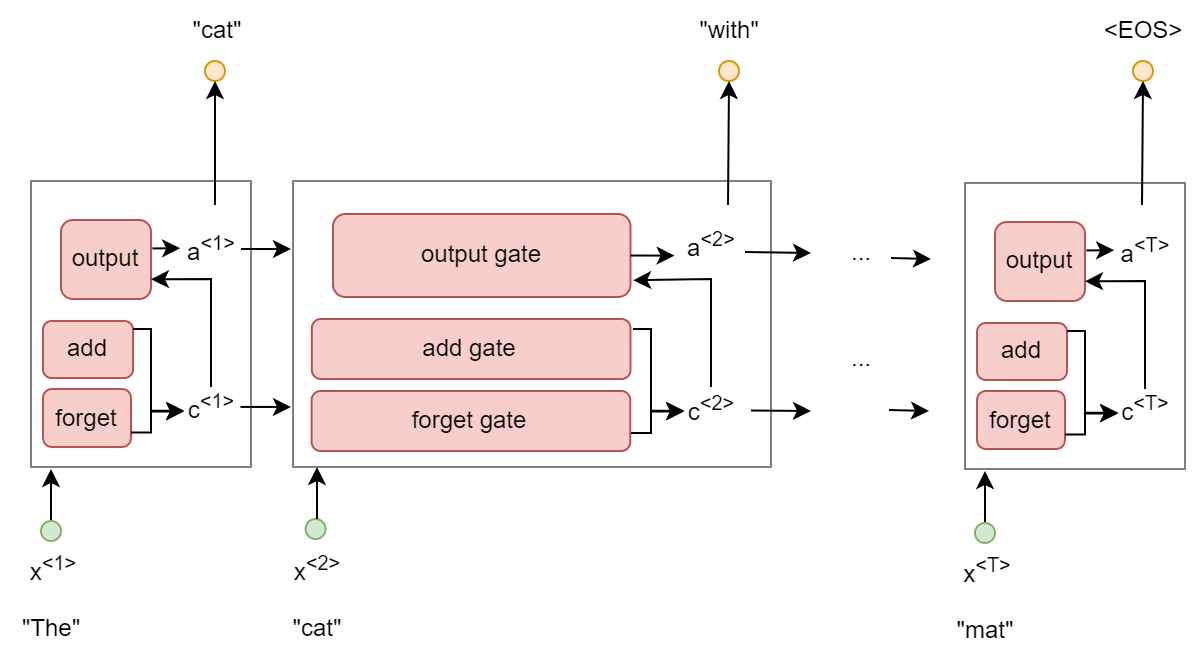 "cat" "with" <EOS>
output a<1> output gate a<2> ... output a<T>
add add gate ... add
forget c<1> forget gate c<2> forget c<T>
x<1> x<2> x<T>
"The" "cat" "mat"